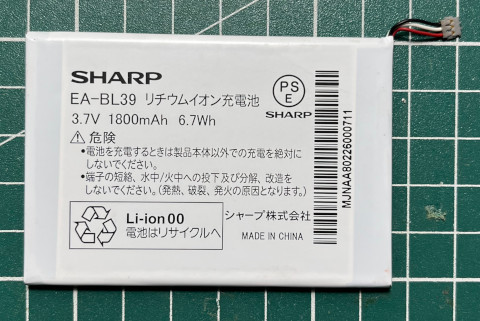 SHARP
EA-BL39 リチウムイオン充電池
3.7V 1800mAh 6.7Wh
PS
E
SHARP
⚠危険
•電池を充電するときは製品本体以外での充電を絶対に
しないでください。
•端子の短絡、水中/火中への投下及び分解、改造を
しないでください。(発熱、破裂、発火の原因となります。)
Li-ion00
電池はリサイクルへ
シャープ株式会社
MADE IN CHINA
MJNAA80226000711